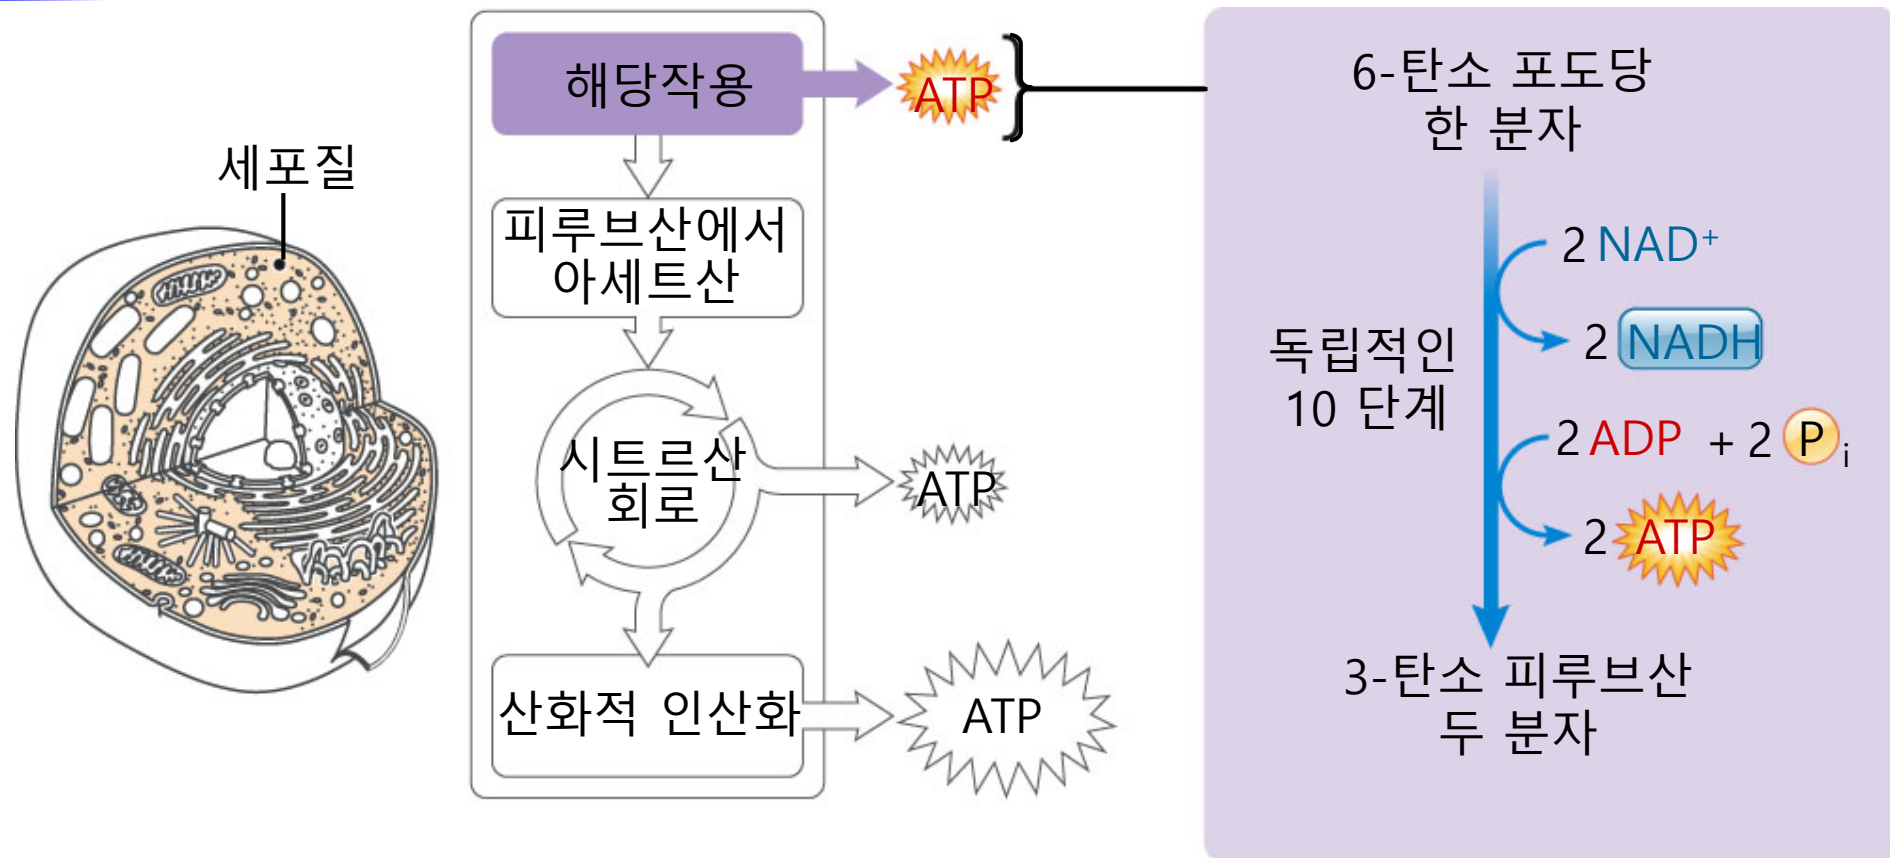 세포질
해당작용
ATP
피루브산에서
아세트산
시트르산
회로
ATP
산화적 인산화
ATP
6-탄소 포도당
한 분자
2 NAD⁺
2 NADH
독립적인
10 단계
2 ADP + 2 Pᵢ
2 ATP
3-탄소 피루브산
두 분자